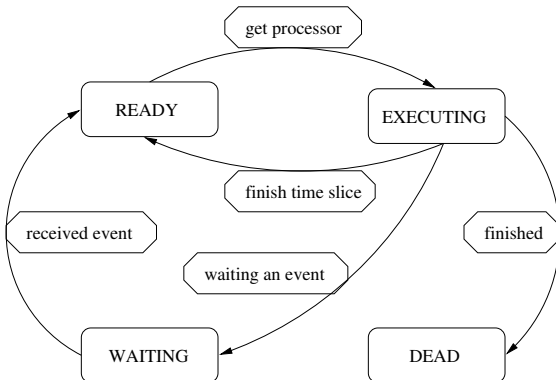 get processor
READY
EXECUTING
finish time slice
received event
finished
waiting an event
WAITING
DEAD